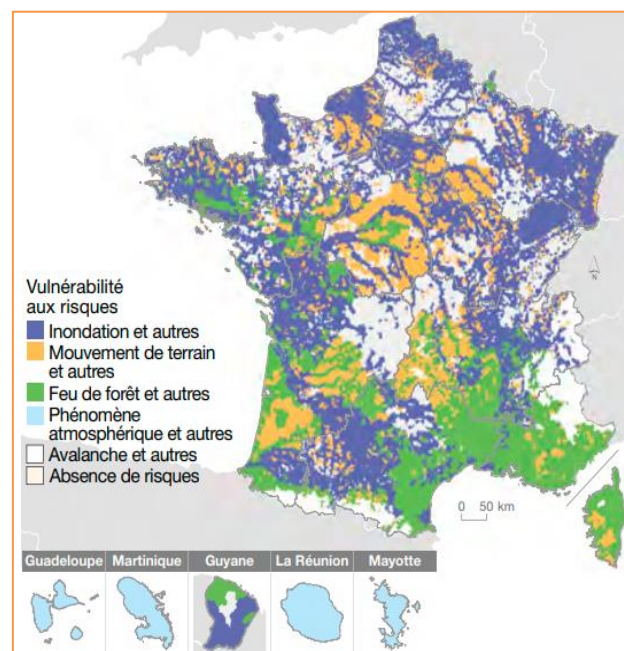 Vulnérabilité
aux risques
Inondation et autres
Mouvement de terrain
et autres
Feu de forêt et autres
Phénomène
atmosphérique et autres
Avalanche et autres
Absence de risques
N
0 50 km
Guadeloupe Martinique Guyane La Réunion Mayotte